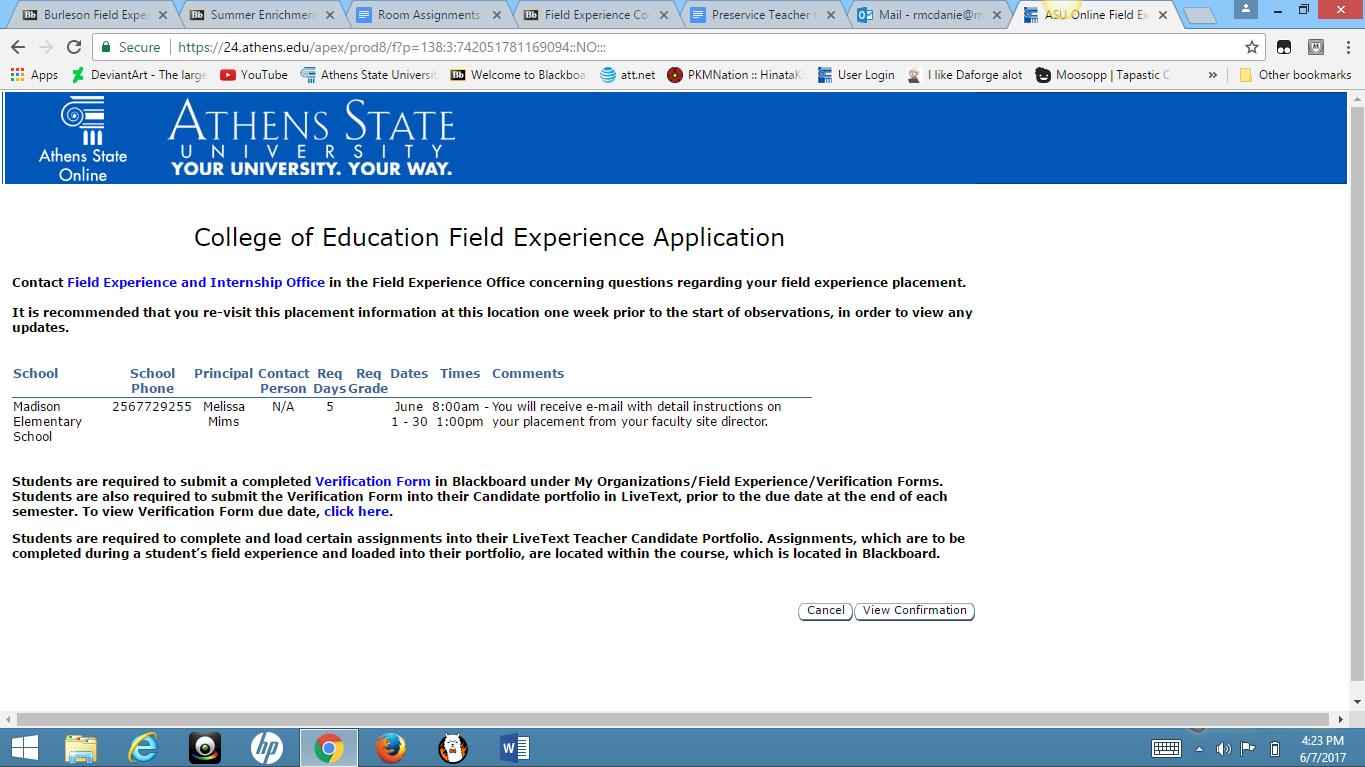 Burleson Field Exper
Summer Enrichment
Room Assignments
Field Experience Co
Preservice Teacher
Mail - rmcdanie@m
ASU Online Field Ex
Secure
https://24.athens.edu/apex/prod8/f?p=138:3:742051781169094::NO:::
Apps
DeviantArt - The large
YouTube
Athens State Universit
Bb Welcome to Blackboa
att.net
PKMNation :: HinataK
User Login
I like Daforge alot
Moosopp | Tapastic C
»
Other bookmarks
Athens State
Online
ATHENS STATE
UNIVERSITY
YOUR UNIVERSITY. YOUR WAY.
College of Education Field Experience Application
Contact Field Experience and Internship Office in the Field Experience Office concerning questions regarding your field experience placement.
It is recommended that you re-visit this placement information at this location one week prior to the start of observations, in order to view any
updates.
School School Phone Principal Contact Person Req Days Req Grade Dates Times Comments
Madison Elementary School 2567729255 Melissa Mims N/A 5 June 1 - 30 8:00am - 1:00pm You will receive e-mail with detail instructions on your placement from your faculty site director.
Students are required to submit a completed Verification Form in Blackboard under My Organizations/Field Experience/Verification Forms.
Students are also required to submit the Verification Form into their Candidate portfolio in LiveText, prior to the due date at the end of each
semester. To view Verification Form due date, click here.
Students are required to complete and load certain assignments into their LiveText Teacher Candidate Portfolio. Assignments, which are to be
completed during a student’s field experience and loaded into their portfolio, are located within the course, which is located in Blackboard.
Cancel
View Confirmation
4:23 PM
6/7/2017